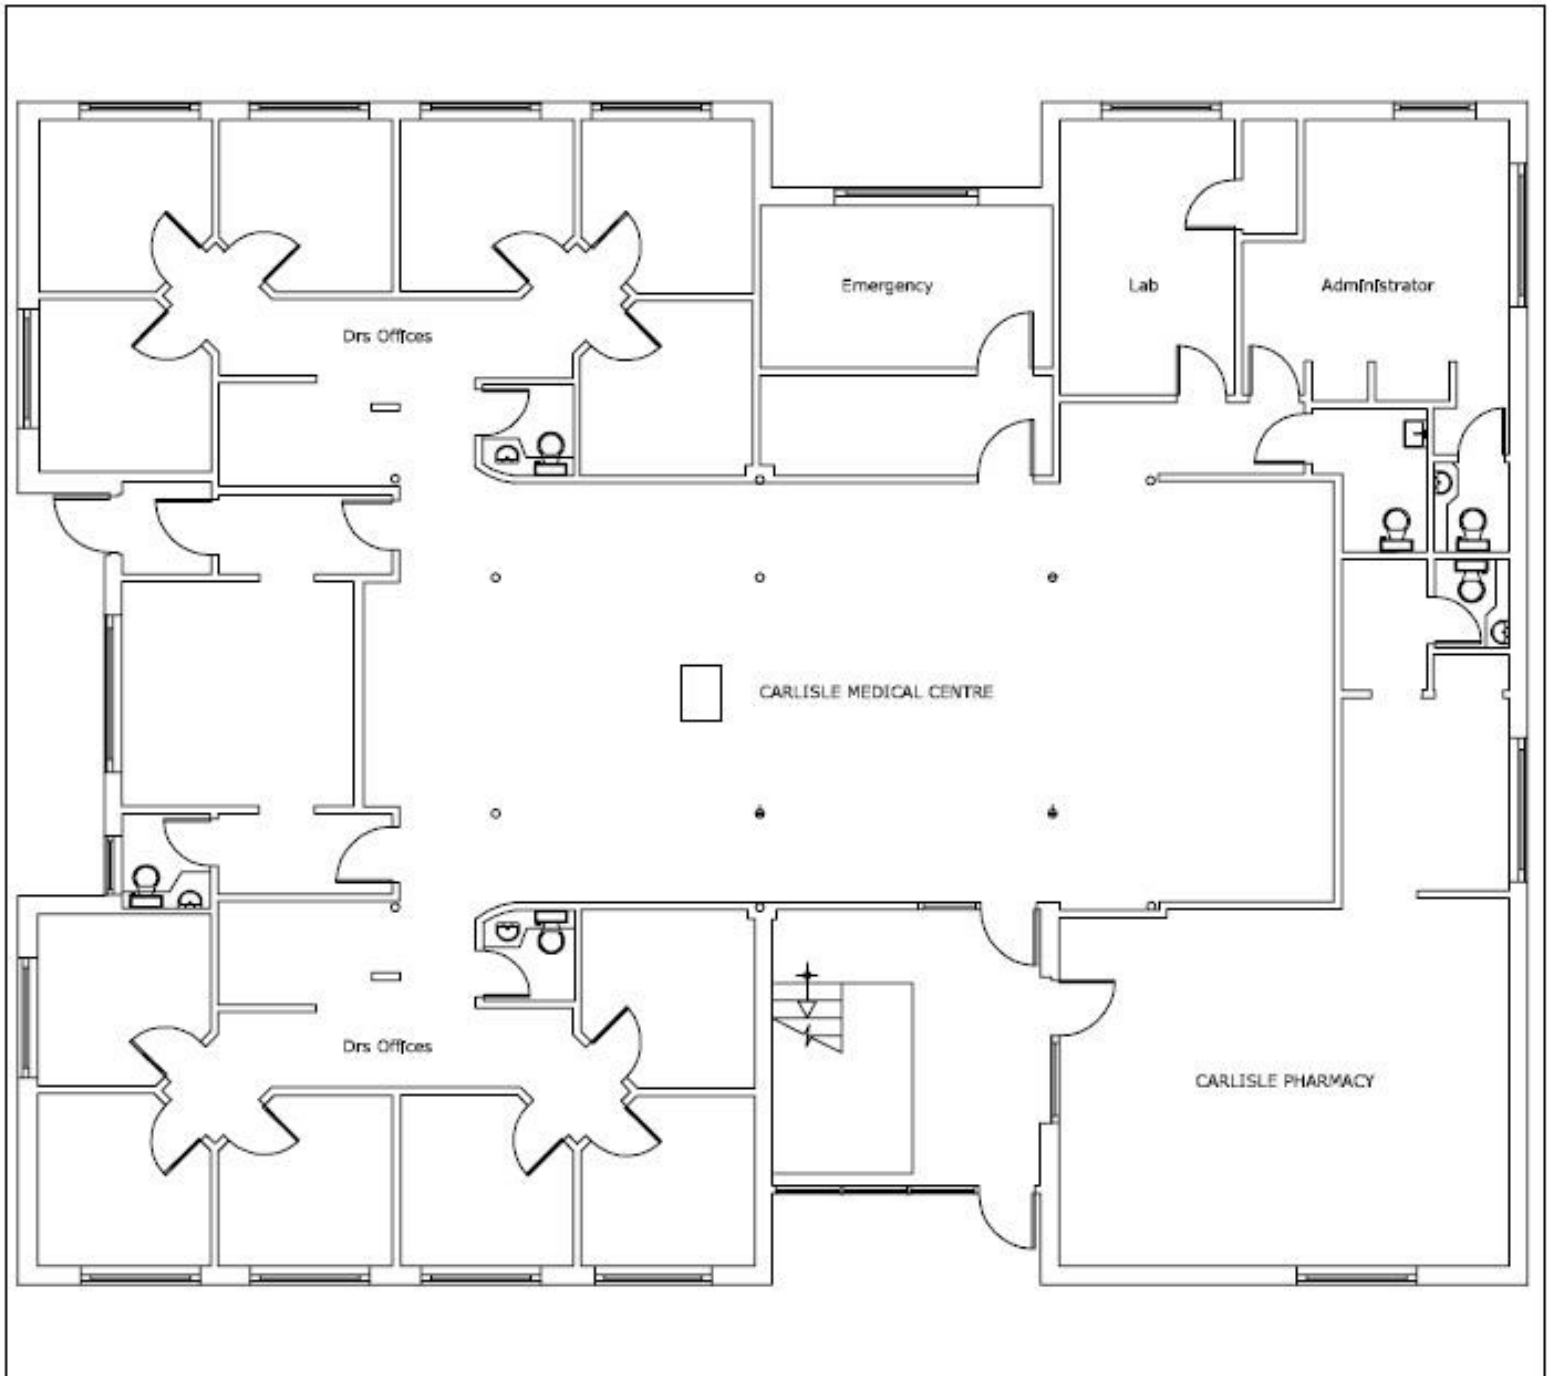 Emergency
Lab
Administrator
Drs Offices
CARLISLE MEDICAL CENTRE
Drs Offices
CARLISLE PHARMACY